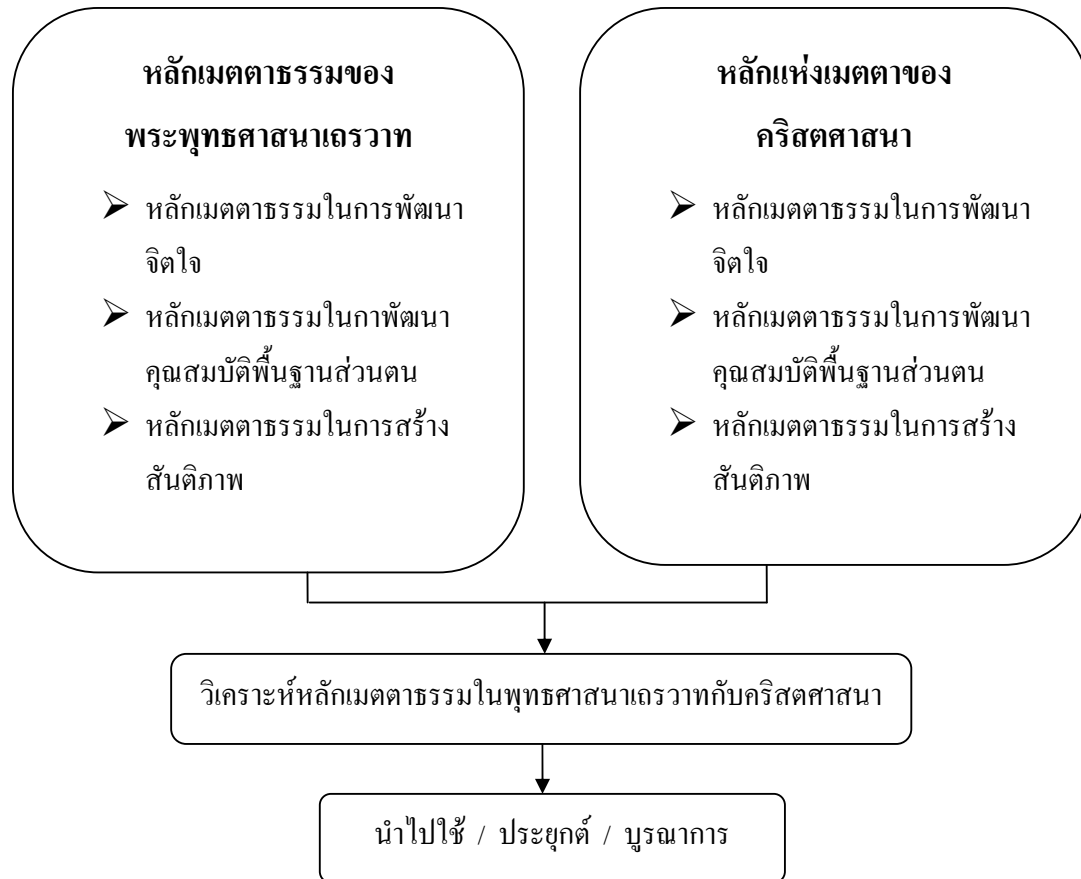 หลักเมตตาธรรมของ
พระพุทธศาสนาเถรวาท
➢ หลักเมตตาธรรมในการพัฒนา
จิตใจ
➢ หลักเมตตาธรรมในกาพัฒนา
คุณสมบัติพื้นฐานส่วนตน
➢ หลักเมตตาธรรมในการสร้าง
สันติภาพ
หลักแห่งเมตตาของ
คริสตศาสนา
➢ หลักเมตตาธรรมในการพัฒนา
จิตใจ
➢ หลักเมตตาธรรมในการพัฒนา
คุณสมบัติพื้นฐานส่วนตน
➢ หลักเมตตาธรรมในการสร้าง
สันติภาพ
วิเคราะห์หลักเมตตาธรรมในพุทธศาสนาเถรวาทกับคริสตศาสนา
นำไปใช้ / ประยุกต์ / บูรณาการ